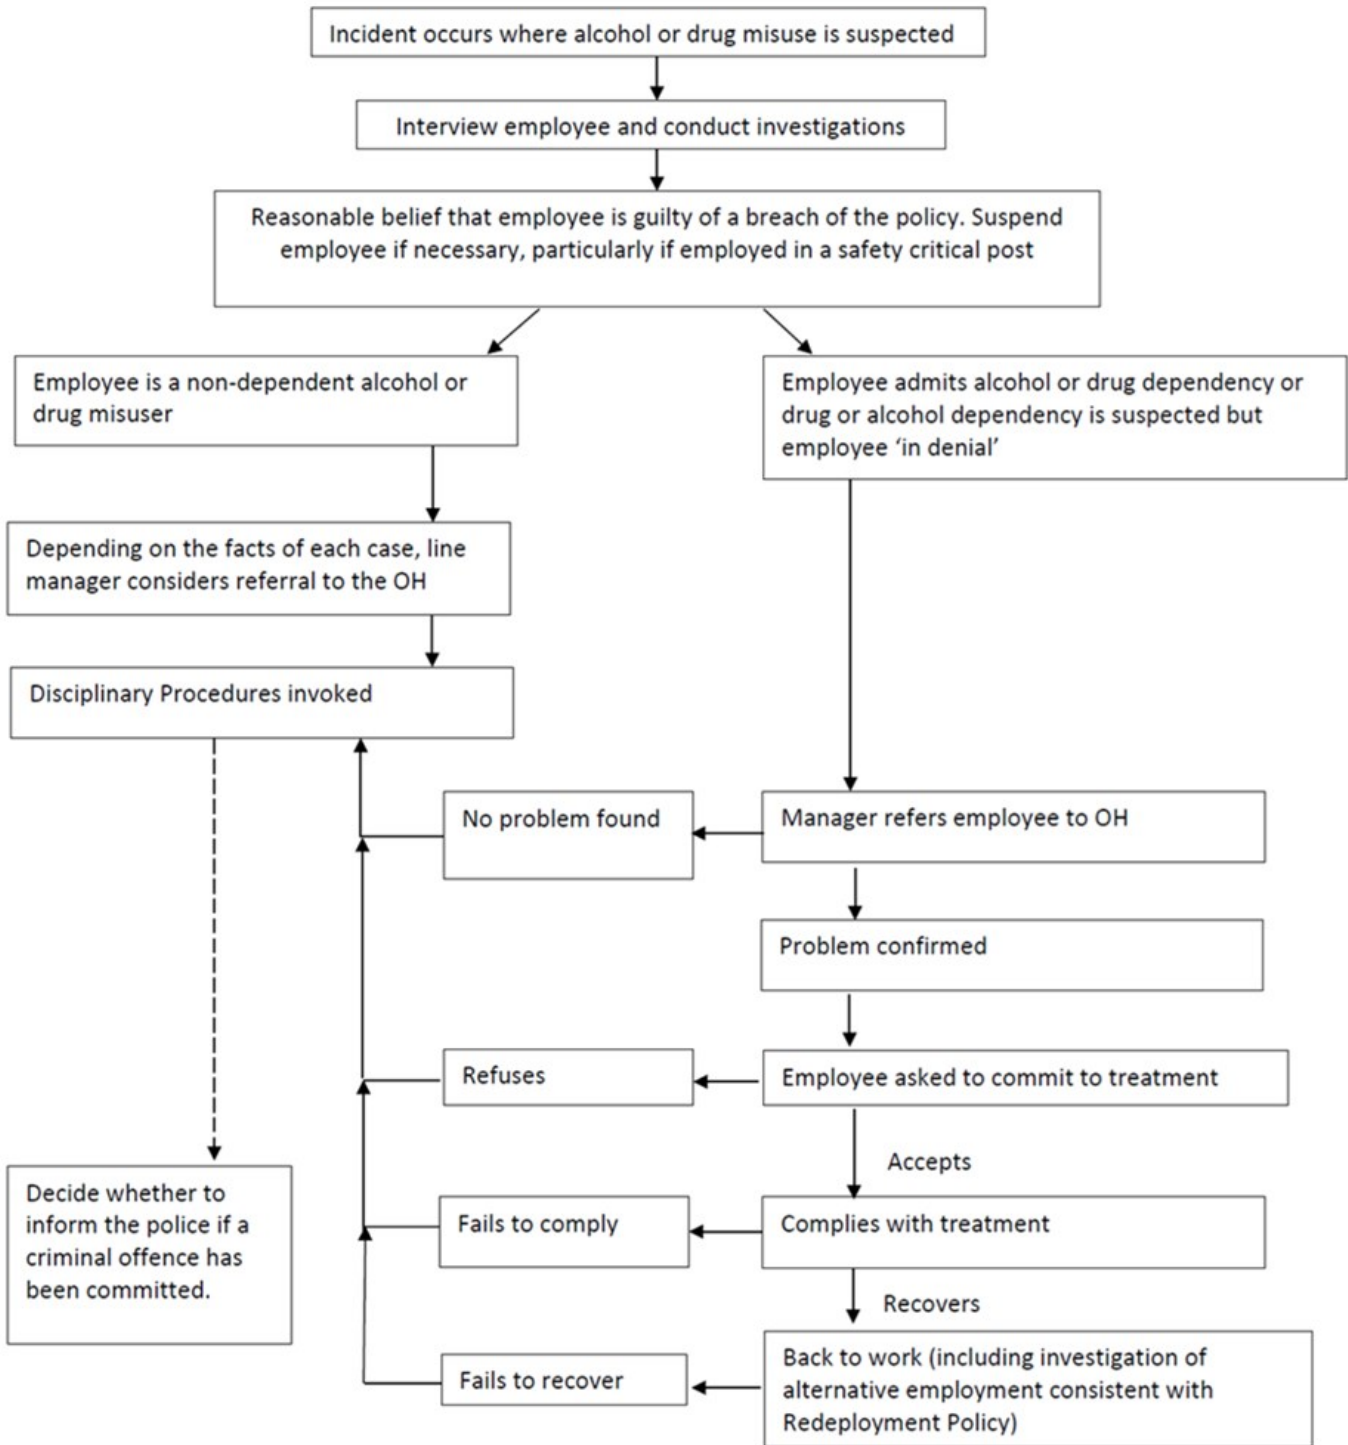 Incident occurs where alcohol or drug misuse is suspected
Interview employee and conduct investigations
Reasonable belief that employee is guilty of a breach of the policy. Suspend
employee if necessary, particularly if employed in a safety critical post
Employee is a non-dependent alcohol or
drug misuser
Employee admits alcohol or drug dependency or
drug or alcohol dependency is suspected but
employee ‘in denial’
Depending on the facts of each case, line
manager considers referral to the OH
Disciplinary Procedures invoked
No problem found
Manager refers employee to OH
Problem confirmed
Refuses
Employee asked to commit to treatment
Accepts
Decide whether to
inform the police if a
criminal offence has
been committed.
Fails to comply
Complies with treatment
Recovers
Fails to recover
Back to work (including investigation of
alternative employment consistent with
Redeployment Policy)